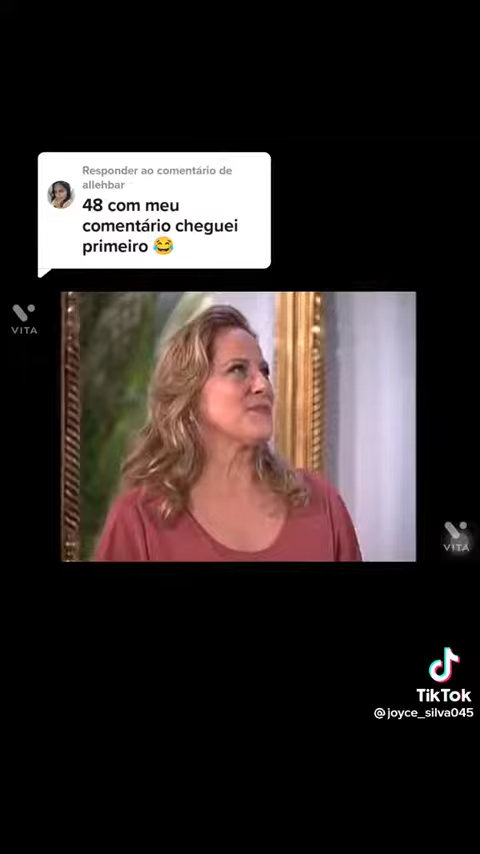 Responder ao comentário de
allehbar
48 com meu
comentário cheguei
primeiro 😂
VITA
VITA
TikTok
@joyce_silva045